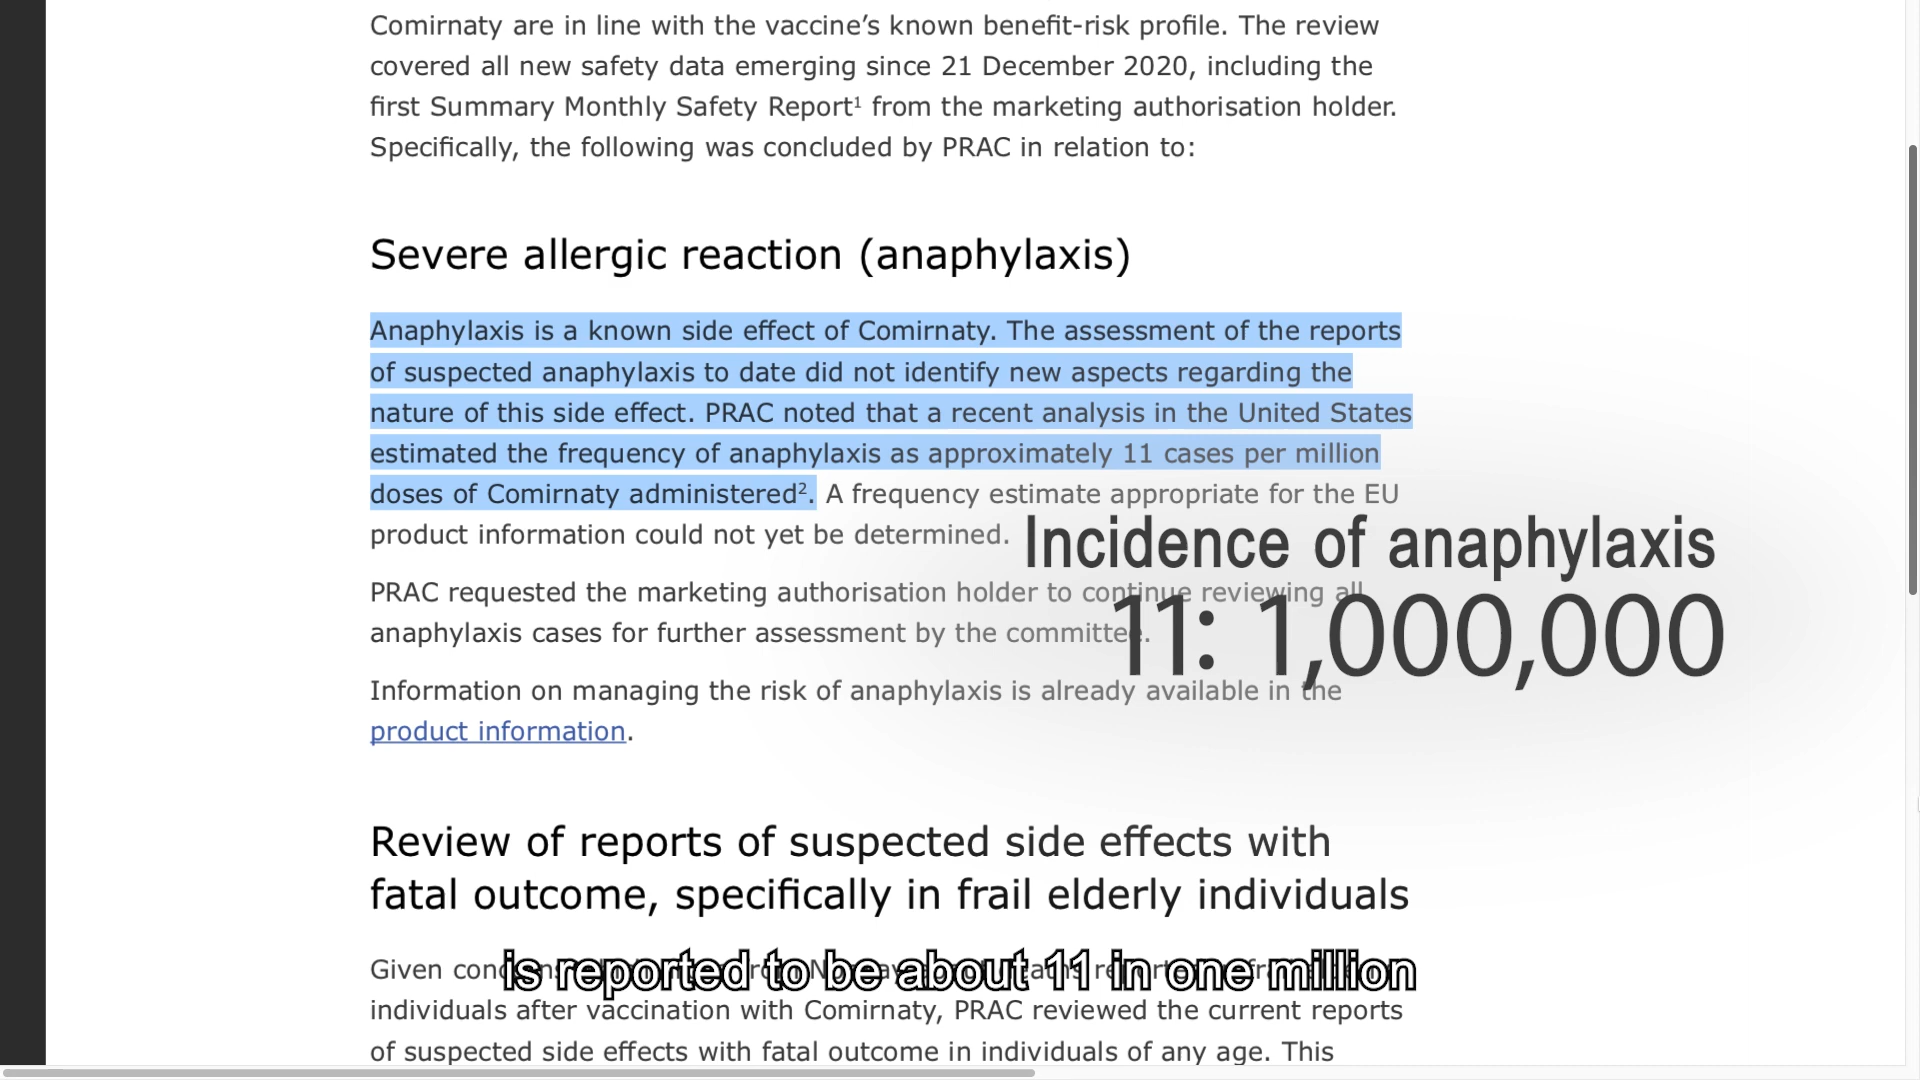 Comirnaty are in line with the vaccine’s known benefit-risk profile. The review
covered all new safety data emerging since 21 December 2020, including the
first Summary Monthly Safety Report¹ from the marketing authorisation holder.
Specifically, the following was concluded by PRAC in relation to:
Severe allergic reaction (anaphylaxis)
Anaphylaxis is a known side effect of Comirnaty. The assessment of the reports
of suspected anaphylaxis to date did not identify new aspects regarding the
nature of this side effect. PRAC noted that a recent analysis in the United States
estimated the frequency of anaphylaxis as approximately 11 cases per million
doses of Comirnaty administered². A frequency estimate appropriate for the EU
product information could not yet be determined.
Incidence of anaphylaxis
11: 1,000,000
PRAC requested the marketing authorisation holder to continue reviewing all
anaphylaxis cases for further assessment by the committee.
Information on managing the risk of anaphylaxis is already available in the
product information.
Review of reports of suspected side effects with
fatal outcome, specifically in frail elderly individuals
Given
is reported to be about 11 in one million
individuals after vaccination with Comirnaty, PRAC reviewed the current reports
of suspected side effects with fatal outcome in individuals of any age. This